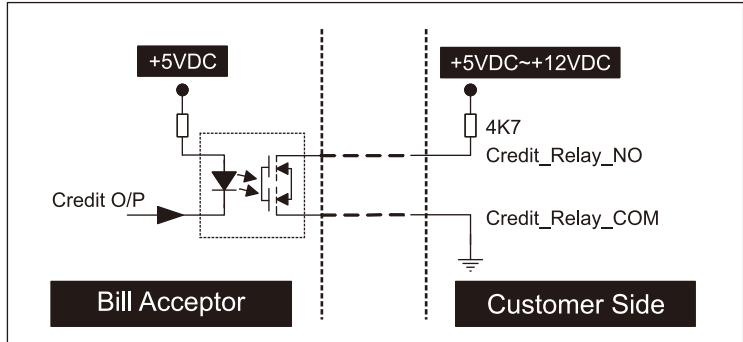 +5VDC
+5VDC~+12VDC
4K7
Credit_Relay_NO
Credit O/P
Credit_Relay_COM
Bill Acceptor
Customer Side